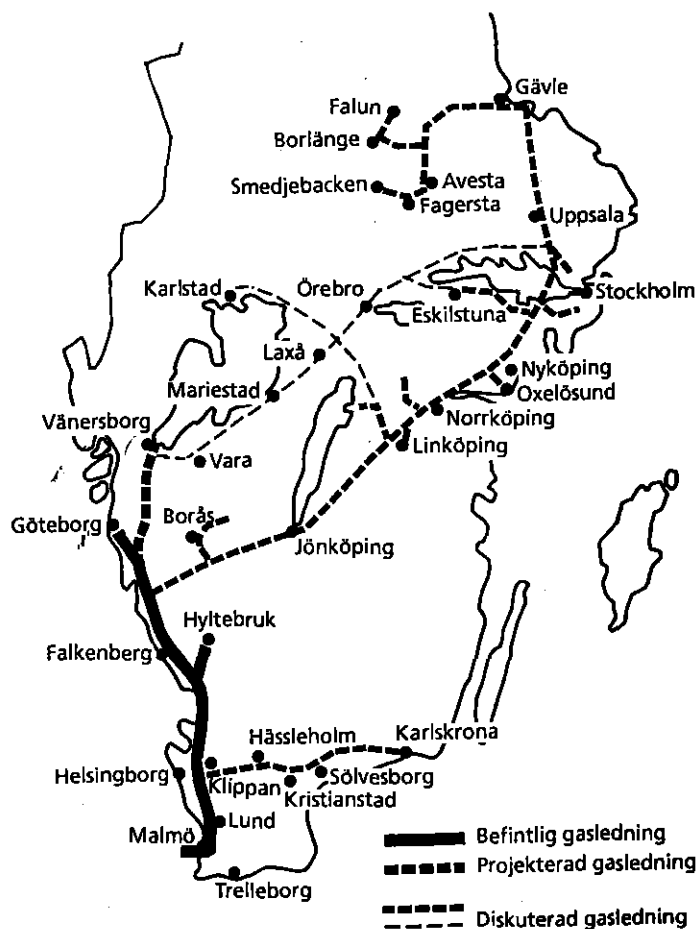 Gävle
Falun
Borlänge
Smedjebacken
Avesta
Fagersta
Uppsala
Karlstad
Örebro
Stockholm
Eskilstuna
Laxå
Nyköping
Mariestad
Oxelösund
Norrköping
Vänersborg
Linköping
Vara
Borås
Göteborg
Jönköping
Hyltebruk
Falkenberg
Karlskrona
Hässleholm
Helsingborg
Sölvesborg
Klippan
Kristianstad
Lund
Malmö
Befintlig gasledning
Projekterad gasledning
Trelleborg
Diskuterad gasledning